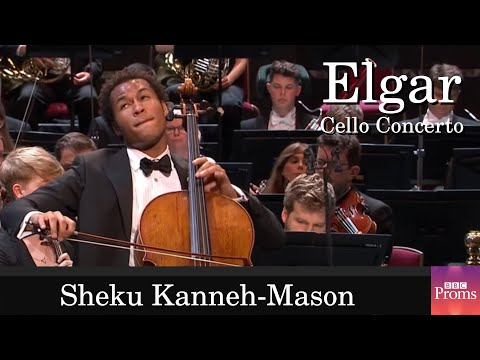 Elgar
Cello Concerto
Sheku Kanneh-Mason
BBC
Proms